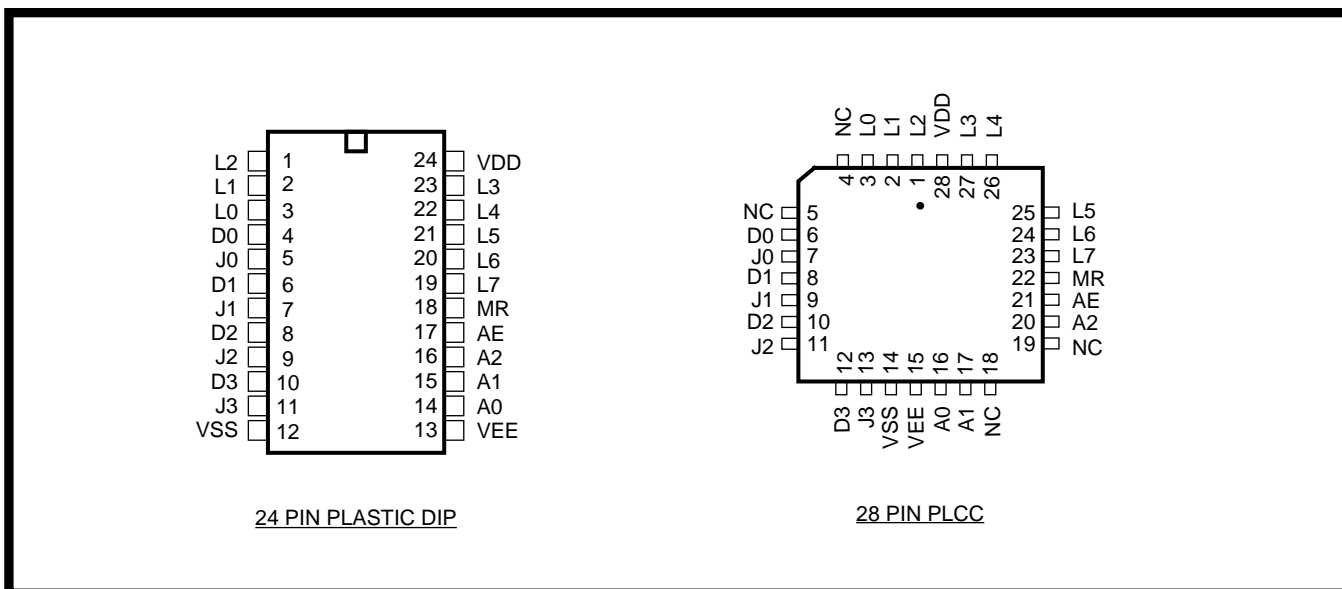 L2 1 24 VDD
L1 2 23 L3
L0 3 22 L4
D0 4 21 L5
J0 5 20 L6
D1 6 19 L7
J1 7 18 MR
D2 8 17 AE
J2 9 16 A2
D3 10 15 A1
J3 11 14 A0
VSS 12 13 VEE
24 PIN PLASTIC DIP
NC L0 L1 L2 VDD L3 L4
4 3 2 1 28 27 26
NC 5 25 L5
D0 6 24 L6
J0 7 23 L7
D1 8 22 MR
J1 9 21 AE
D2 10 20 A2
J2 11 19 NC
12 13 14 15 16 17 18
D3 J3 VSS VEE A0 A1 NC
28 PIN PLCC